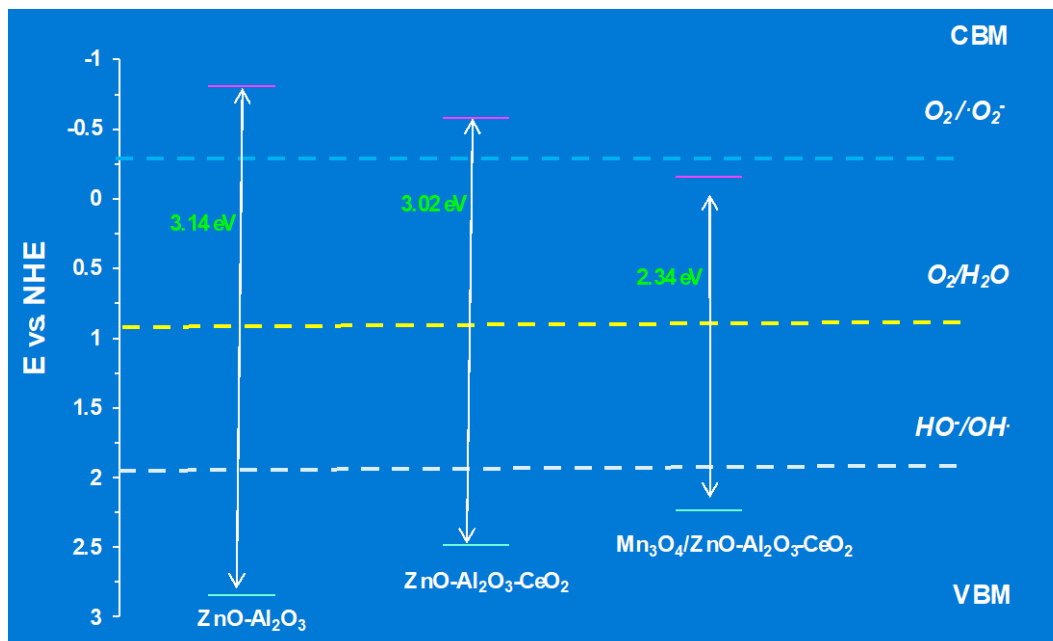 CBM
-1
O₂/·O₂⁻
-0.5
0
3.14 eV
3.02 eV
2.34 eV
0.5
O₂/H₂O
E vs. NHE
1
1.5
HO⁻/OH·
2
2.5
Mn₃O₄/ZnO-Al₂O₃-CeO₂
ZnO-Al₂O₃-CeO₂
VBM
3
ZnO-Al₂O₃